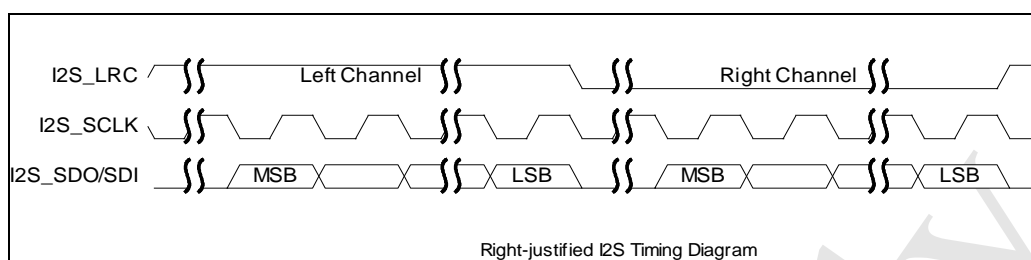 I2S_LRC Left Channel Right Channel
I2S_SCLK
I2S_SDO/SDI MSB LSB MSB LSB
Right-justified I2S Timing Diagram